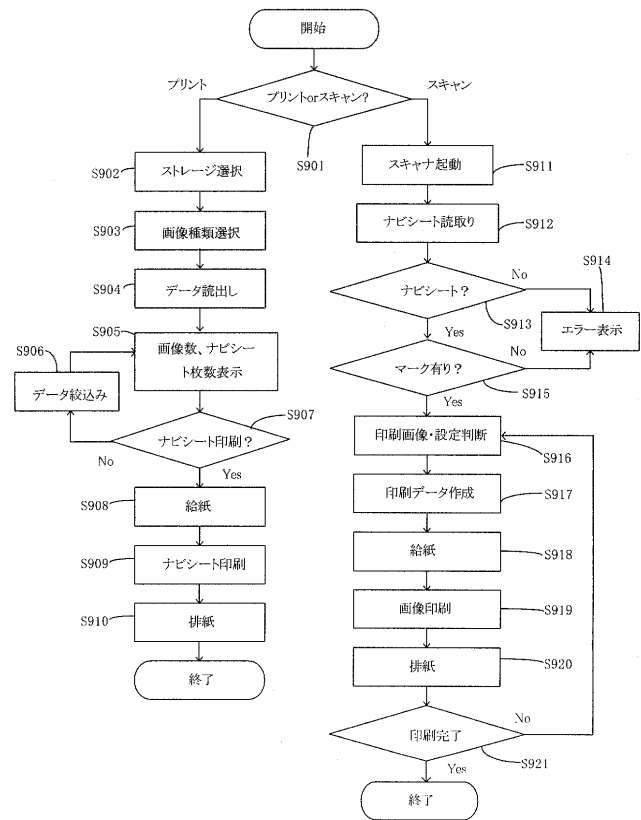 開始
プリント
スキャン
プリントorスキャン?
S901
ストレージ選択
S902
画像種類選択
S903
データ読出し
S904
S905
画像数、ナビシー
ト枚数表示
S906
データ絞込み
S907
ナビシート印刷?
No
Yes
給紙
S908
ナビシート印刷
S909
排紙
S910
終了
スキャナ起動
S911
ナビシート読取り
S912
ナビシート?
No
S913
S914
エラー表示
Yes
マーク有り?
No
S915
Yes
印刷画像・設定判断
S916
印刷データ作成
S917
給紙
S918
画像印刷
S919
排紙
S920
印刷完了
No
S921
Yes
終了